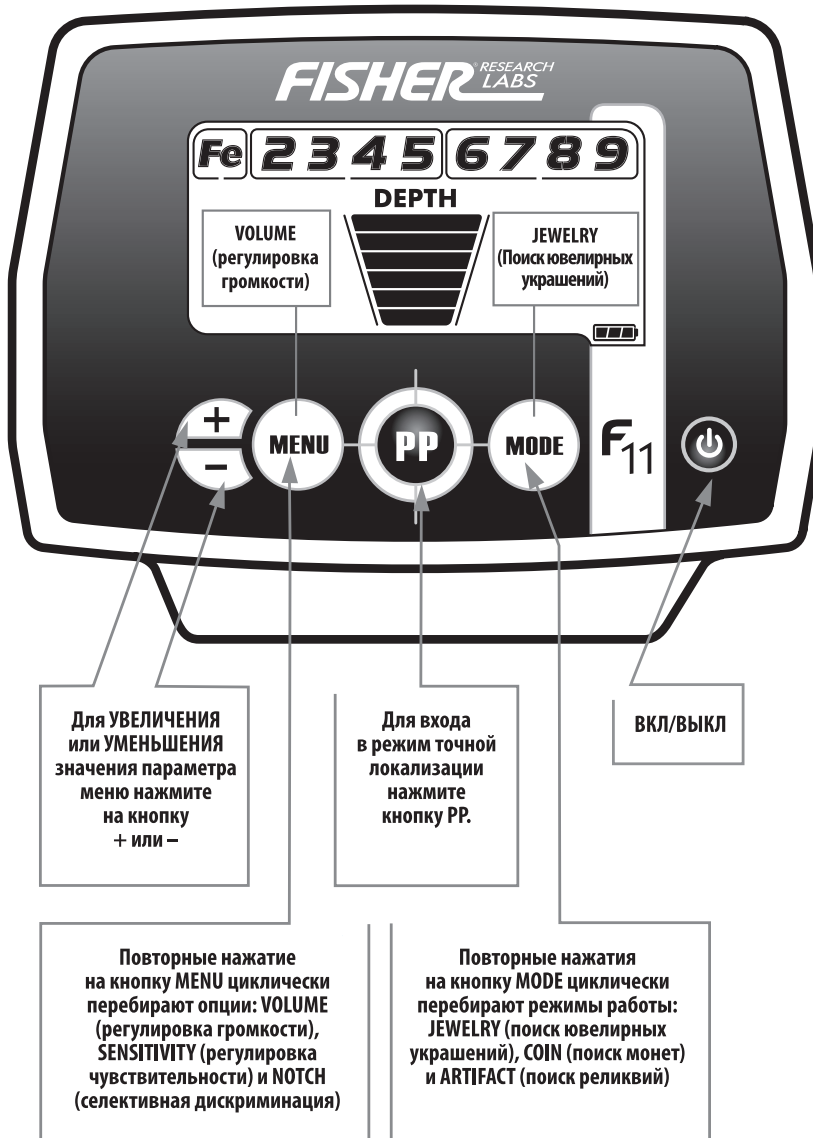 FISHER® RESEARCH LABS
Fe 2 3 4 5 6 7 8 9
DEPTH
VOLUME
(регулировка
громкости)
JEWELRY
(Поиск ювелирных
украшений)
+
–
MENU
PP
MODE
F11
Для УВЕЛИЧЕНИЯ
или УМЕНЬШЕНИЯ
значения параметра
меню нажмите
на кнопку
+ или –
Для входа
в режим точной
локализации
нажмите
кнопку PP.
ВКЛ/ВЫКЛ
Повторные нажатие
на кнопку MENU циклически
перебирают опции: VOLUME
(регулировка громкости),
SENSITIVITY (регулировка
чувствительности) и NOTCH
(селективная дискриминация)
Повторные нажатия
на кнопку MODE циклически
перебирают режимы работы:
JEWELRY (поиск ювелирных
украшений), COIN (поиск монет)
и ARTIFACT (поиск реликвий)